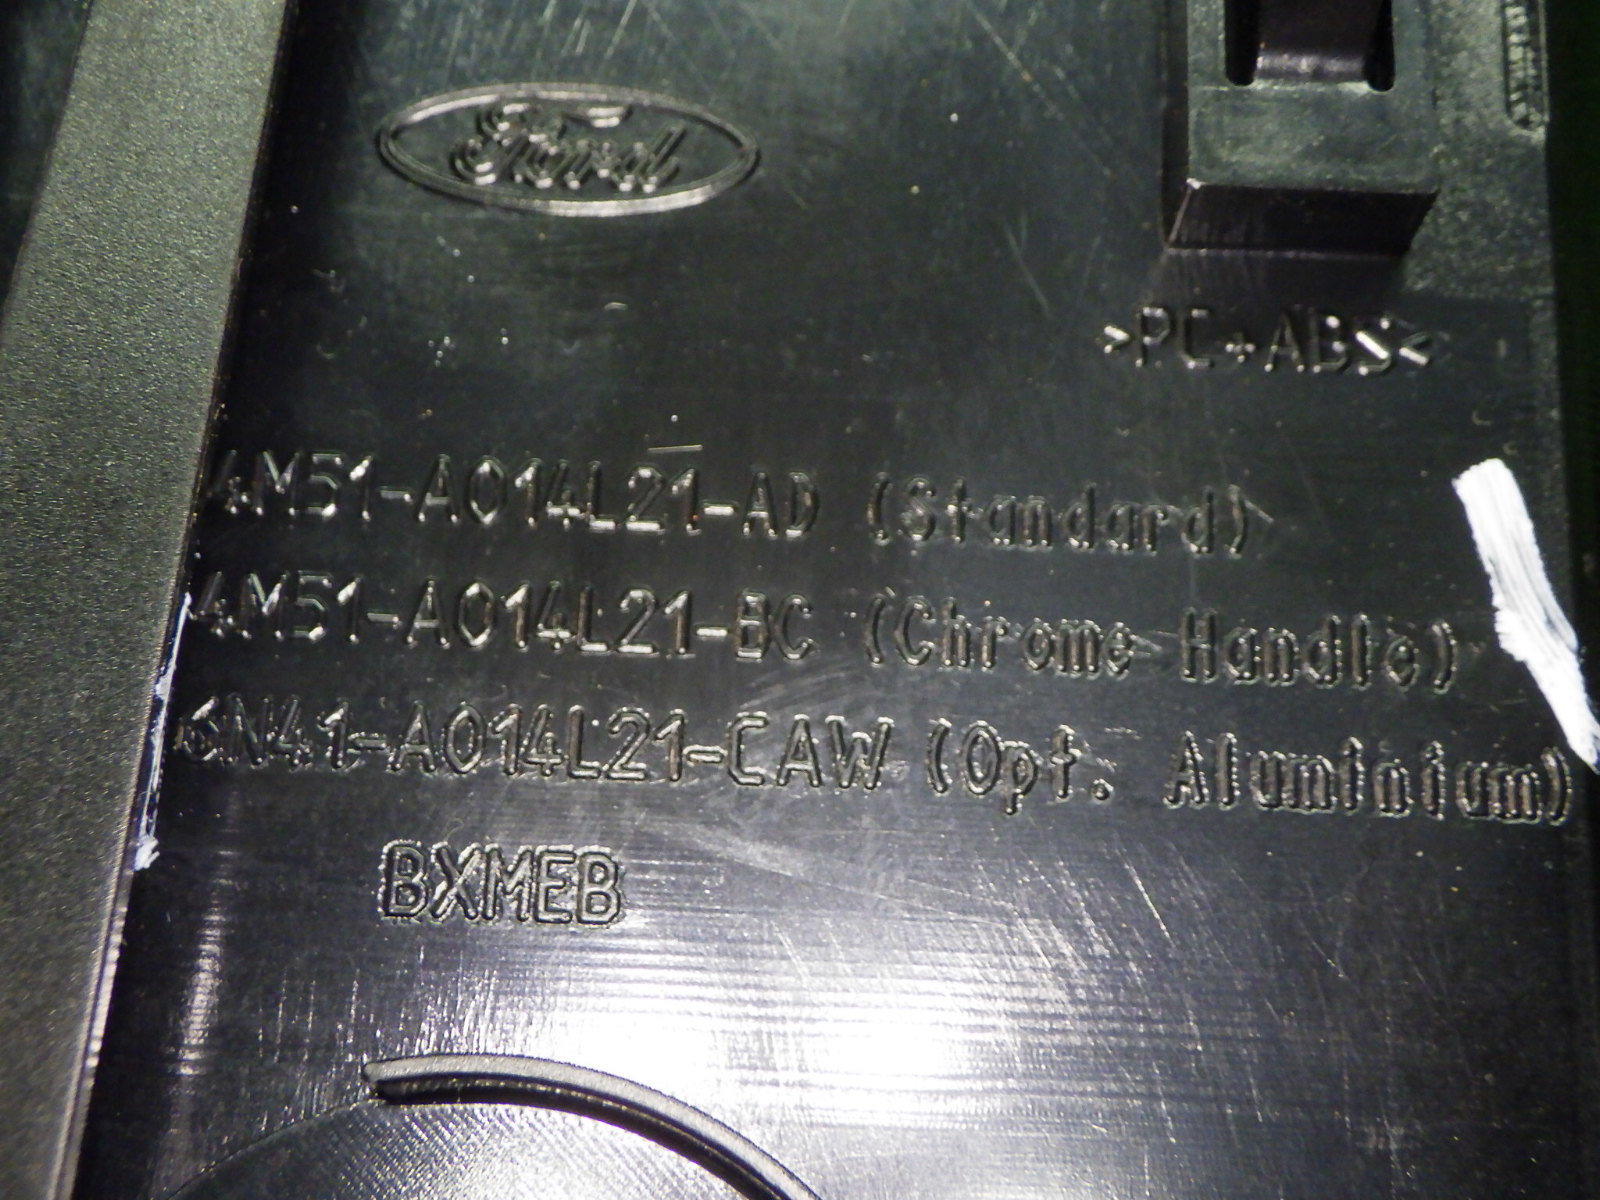 Ford
>PC+ABS<
4M51-A014L21-AD (Standard)
4M51-A014L21-BC (Chrome Handle)
6N41-A014L21-CAW (Opt. Aluminium)
BXMEB